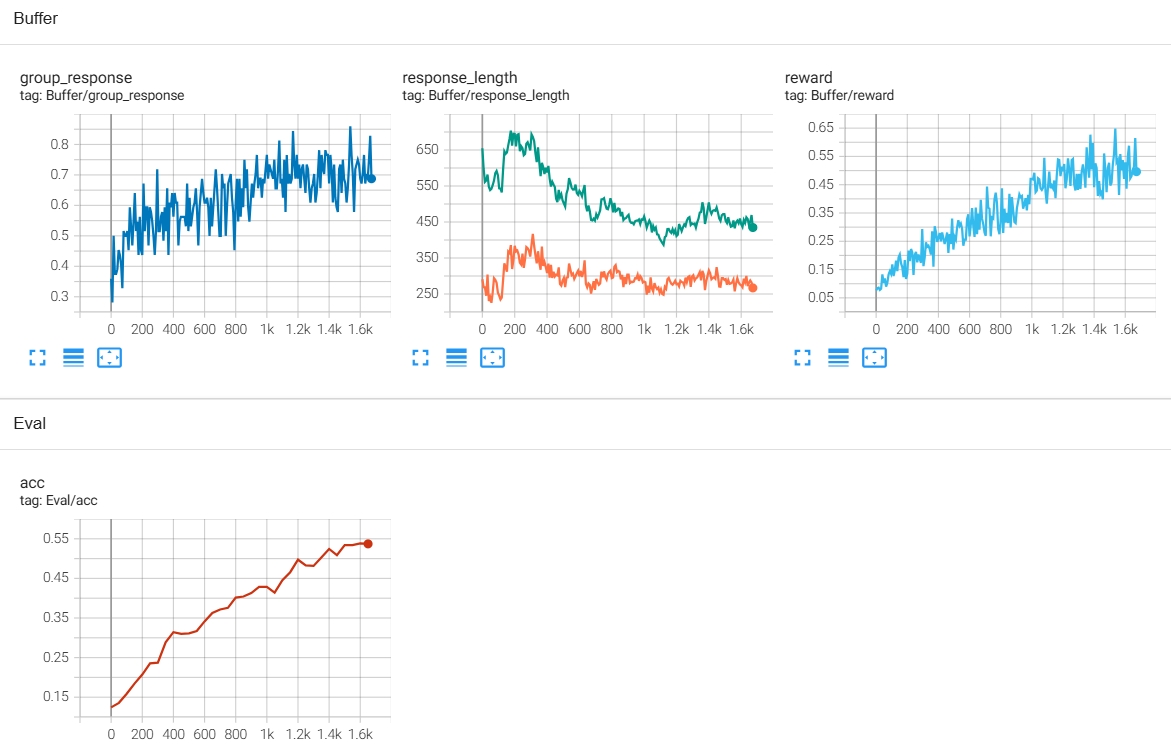 Buffer
group_response
tag: Buffer/group_response
0.8
0.7
0.6
0.5
0.4
0.3
0 200 400 600 800 1k 1.2k 1.4k 1.6k
response_length
tag: Buffer/response_length
650
550
450
350
250
0 200 400 600 800 1k 1.2k 1.4k 1.6k
reward
tag: Buffer/reward
0.65
0.55
0.45
0.35
0.25
0.15
0.05
0 200 400 600 800 1k 1.2k 1.4k 1.6k
Eval
acc
tag: Eval/acc
0.55
0.45
0.35
0.25
0.15
0 200 400 600 800 1k 1.2k 1.4k 1.6k